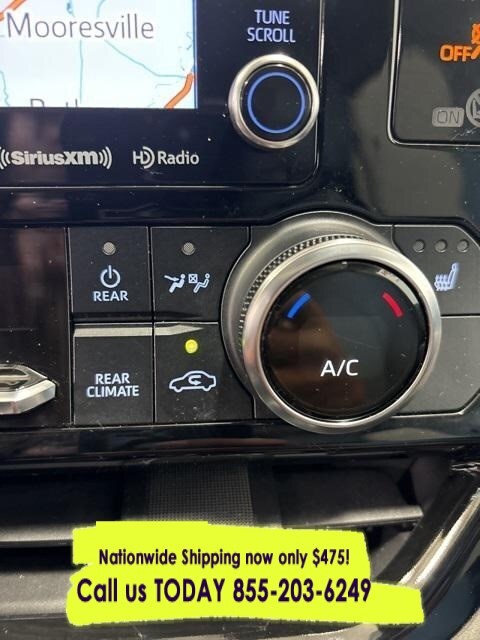 Mooresville
TUNE
SCROLL
OFF
ON
SiriusXM
HD Radio
REAR
REAR
CLIMATE
A/C
Nationwide Shipping now only $475!
Call us TODAY 855-203-6249